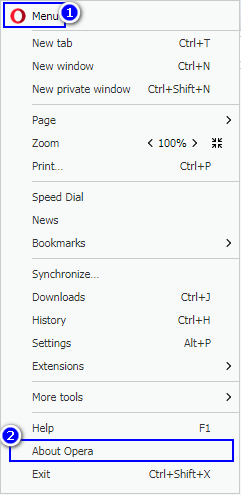 Menu 1
New tab Ctrl+T
New window Ctrl+N
New private window Ctrl+Shift+N
Page
Zoom 100%
Print... Ctrl+P
Speed Dial
News
Bookmarks
Synchronize...
Downloads Ctrl+J
History Ctrl+H
Settings Alt+P
Extensions
More tools
Help F1
2
About Opera
Exit Ctrl+Shift+X